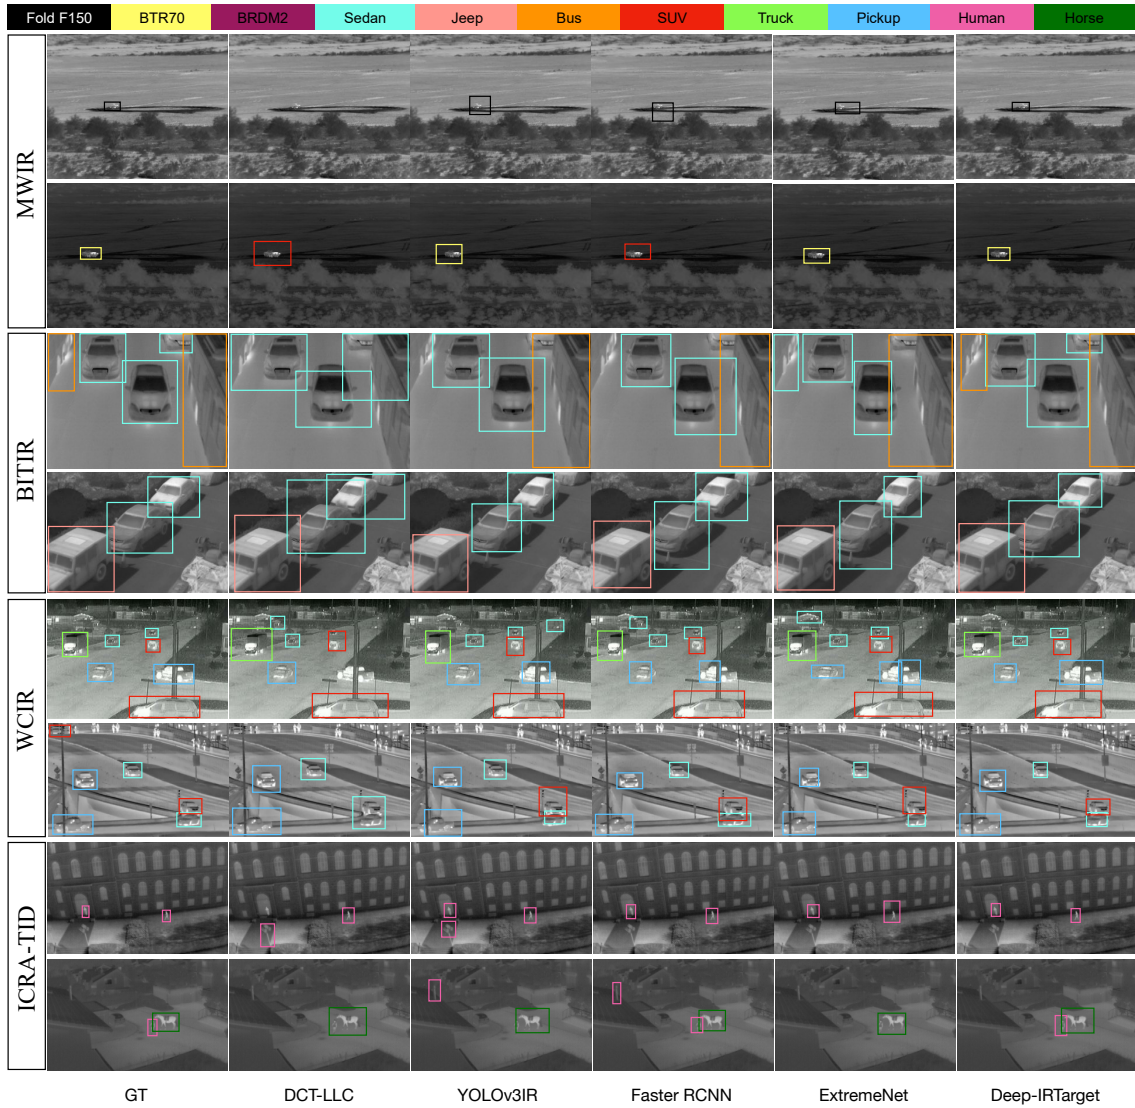 Fold F150 BTR70 BRDM2 Sedan Jeep Bus SUV Truck Pickup Human Horse
MWIR
BITIR
WCIR
ICRA-TD
GT DCT-LLC YOLOv3IR Faster RCNN ExtremeNet Deep-IRTarget